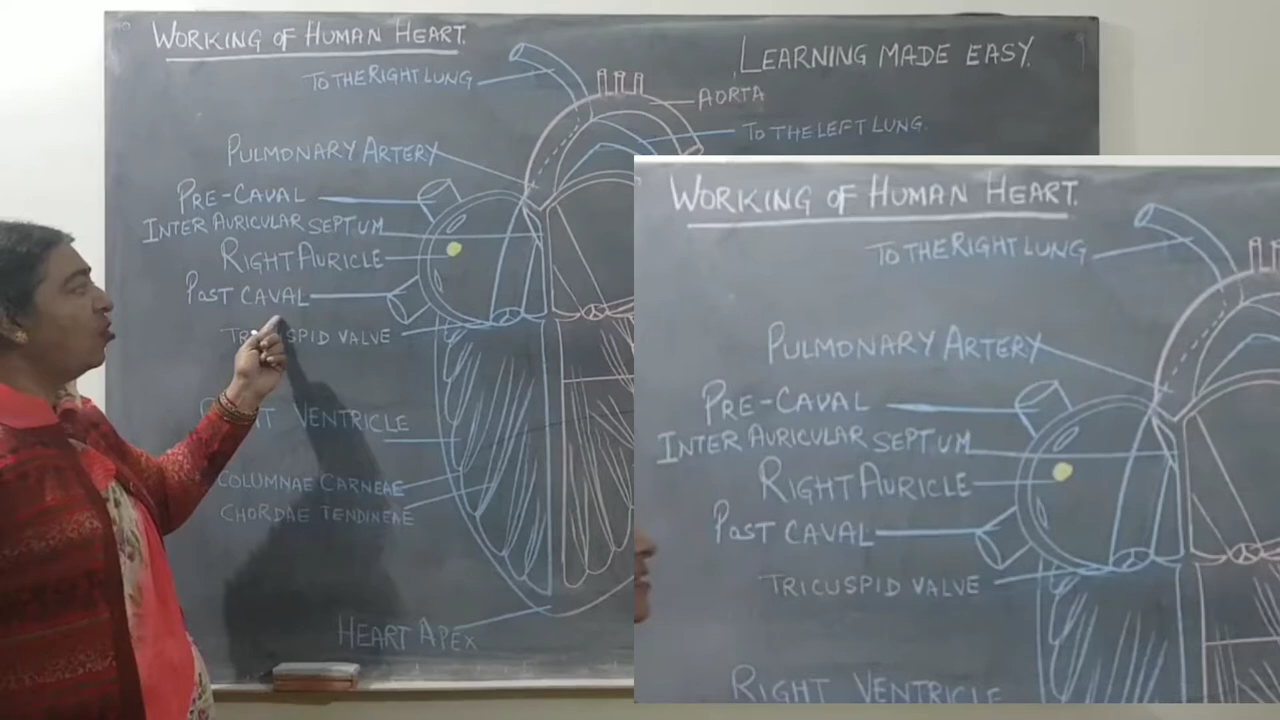 WORKING OF HUMAN HEART.
LEARNING MADE EASY.
TO THE RIGHT LUNG
AORTA
TO THE LEFT LUNG.
PULMONARY ARTERY
PRE-CAVAL
INTER AURICULAR SEPTUM
RIGHT AURICLE
POST CAVAL
TRICUSPID VALVE
RIGHT VENTRICLE
COLUMNAE CARNEAE
CHORDAE TENDINEAE
HEART APEX
WORKING OF HUMAN HEART.
TO THE RIGHT LUNG
PULMONARY ARTERY
PRE-CAVAL
INTER AURICULAR SEPTUM
RIGHT AURICLE
POST CAVAL
TRICUSPID VALVE
RIGHT VENTRICLE